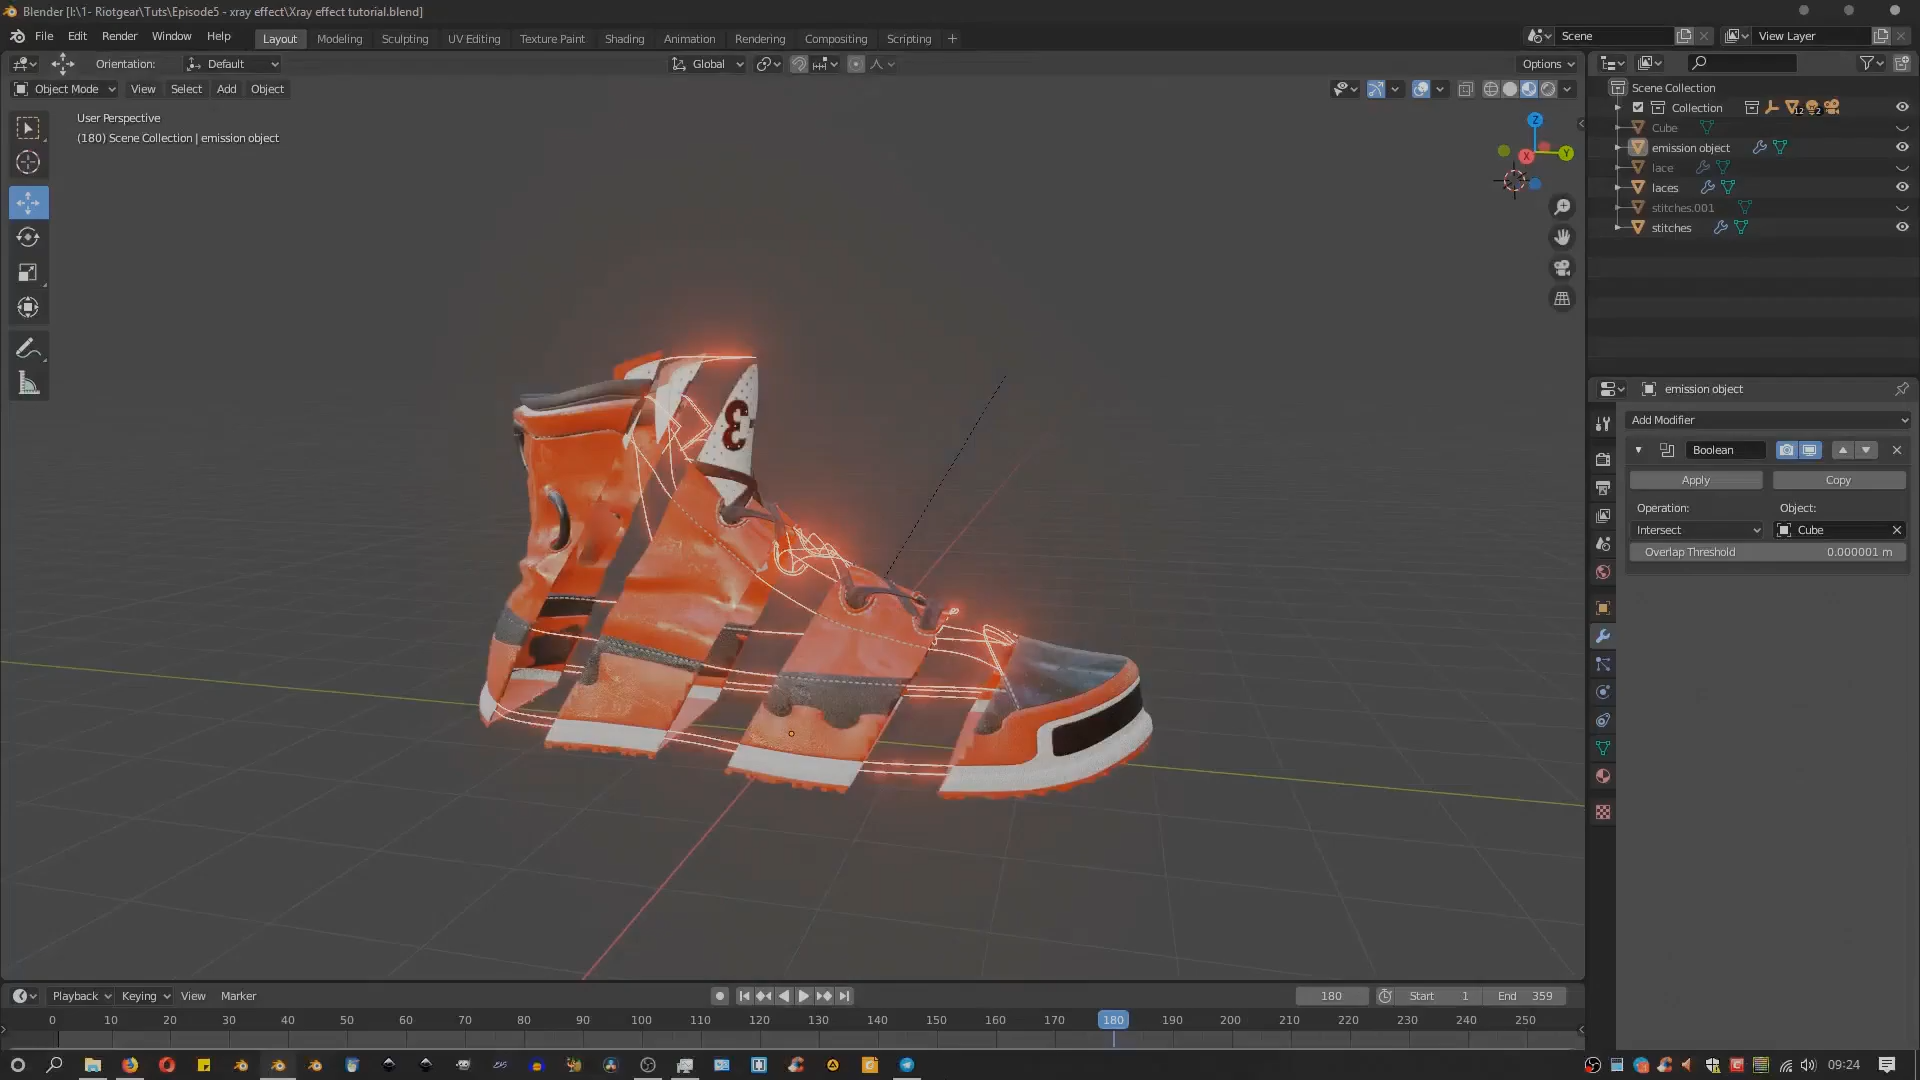 Blender [I:\1- Riotgear\Tuts\Episode5 - xray effect\Xray effect tutorial.blend]
File Edit Render Window Help Layout Modeling Sculpting UV Editing Texture Paint Shading Animation Rendering Compositing Scripting + Scene View Layer
Orientation: Default Global Options
Object Mode View Select Add Object
User Perspective
(180) Scene Collection | emission object
Z
Y
X
3
Scene Collection
Collection 12 2
Cube
emission object
lace
laces
stitches.001
stitches
emission object
Add Modifier
Boolean
Apply Copy
Operation: Object:
Intersect Cube
Overlap Threshold 0.000001 m
Playback Keying View Marker 180 Start 1 End 359
0 10 20 30 40 50 60 70 80 90 100 110 120 130 140 150 160 170 180 190 200 210 220 230 240 250
09:24